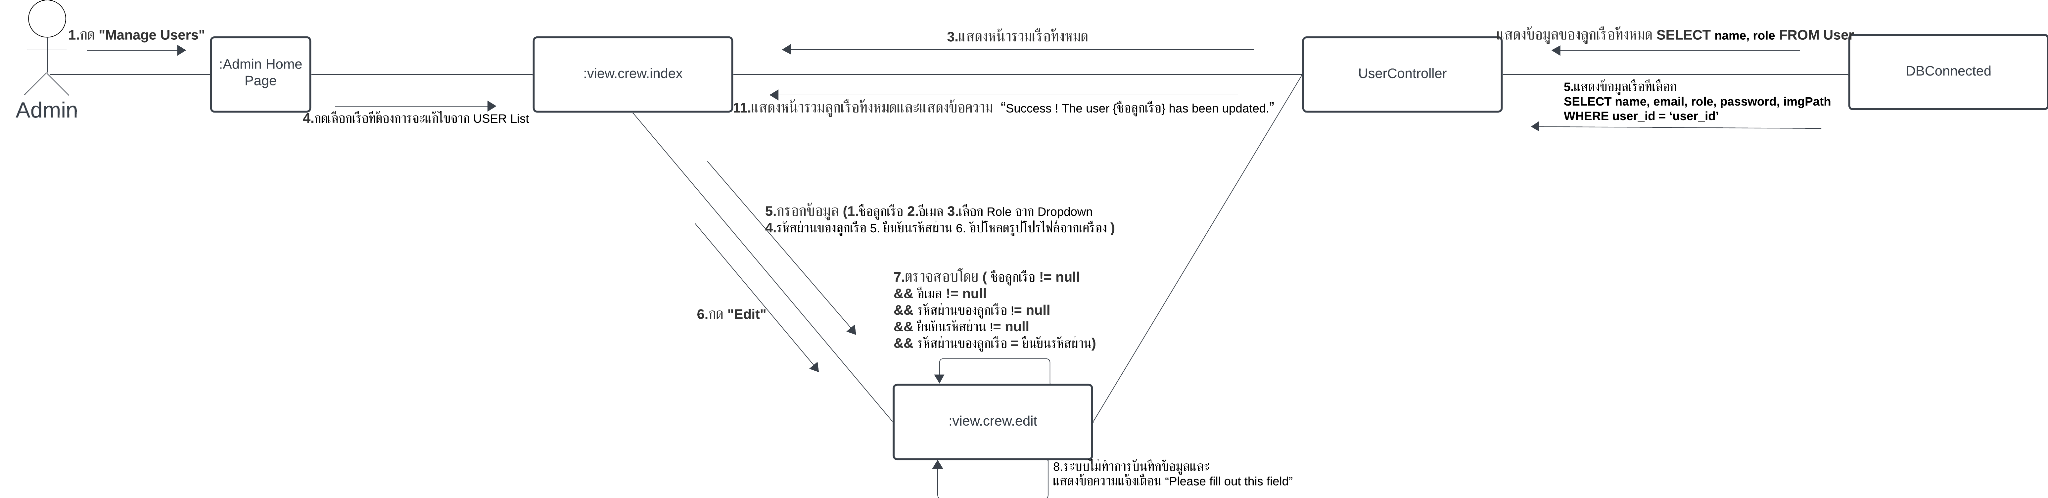 1.กด "Manage Users"
3.แสดงหน้ารวมเรือทั้งหมด
แสดงข้อมูลของลูกเรือทั้งหมด SELECT name, role FROM User
:Admin Home
Page
:view.crew.index
UserController
DBConnected
Admin
4.กดเลือกเรือที่ต้องการจะแก้ไขจาก USER List
11.แสดงหน้ารวมลูกเรือทั้งหมดและแสดงข้อความ “Success ! The user {ชื่อลูกเรือ} has been updated.”
5.แสดงข้อมูลเรือที่เลือก
SELECT name, email, role, password, imgPath
WHERE user_id = ‘user_id’
5.กรอกข้อมูล (1.ชื่อลูกเรือ 2.อีเมล 3.เลือก Role จาก Dropdown
4.รหัสผ่านของลูกเรือ 5. ยืนยันรหัสผ่าน 6. อัปโหลดรูปโปรไฟล์จากเครื่อง )
7.ตรวจสอบโดย ( ชื่อลูกเรือ != null
&& อีเมล != null
&& รหัสผ่านของลูกเรือ != null
&& ยืนยันรหัสผ่าน != null
&& รหัสผ่านของลูกเรือ = ยืนยันรหัสผ่าน)
6.กด "Edit"
:view.crew.edit
8.ระบบไม่ทำการบันทึกข้อมูลและ
แสดงข้อความแจ้งเตือน “Please fill out this field”